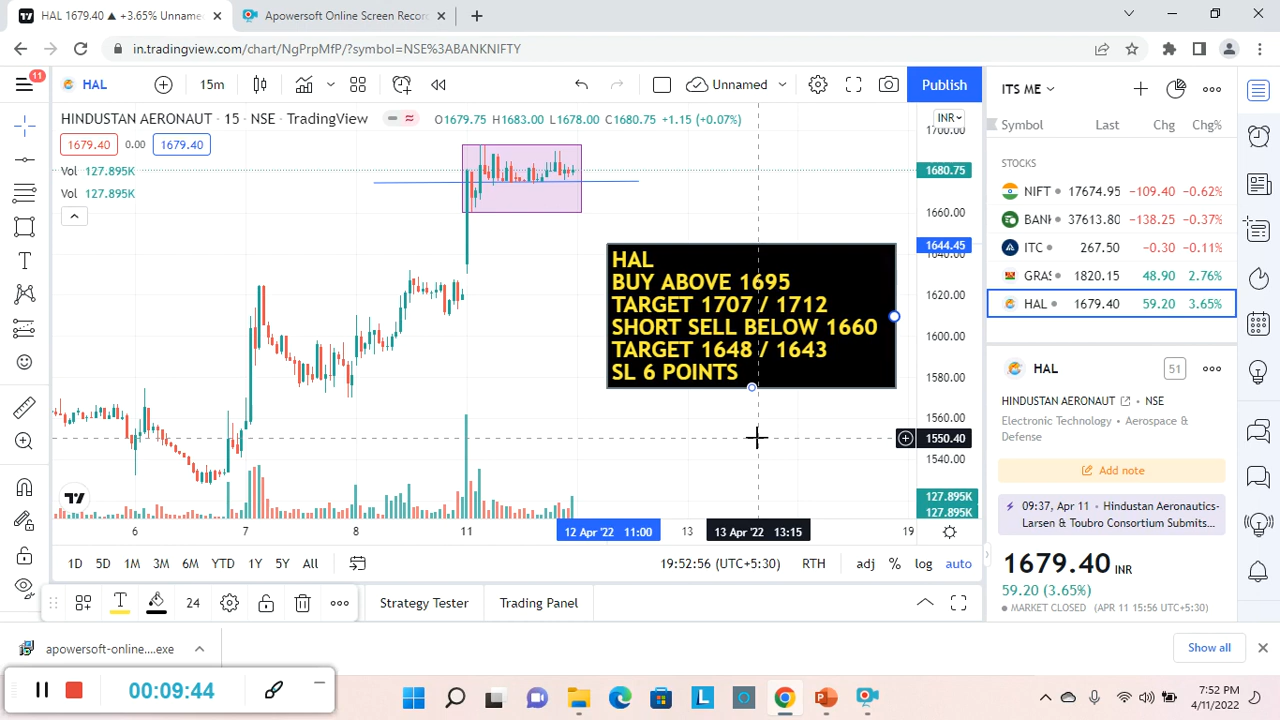 HAL 1679.40 ▲ +3.65% Unname
Apowersoft Online Screen Recor
in.tradingview.com/chart/NgPrpMfP/?symbol=NSE%3ABANKNIFTY
11
HAL
15m
Unnamed
Publish
HINDUSTAN AERONAUT · 15 · NSE · TradingView
O1679.75 H1683.00 L1678.00 C1680.75 +1.15 (+0.07%)
INR
1679.40
0.00
1679.40
Vol 127.895K
Vol 127.895K
1700.00
1680.75
1660.00
1644.45
1640.00
1620.00
1600.00
1580.00
1560.00
1550.40
1540.00
127.895K
127.895K
HAL
BUY ABOVE 1695
TARGET 1707 / 1712
SHORT SELL BELOW 1660
TARGET 1648 / 1643
SL 6 POINTS
6
7
8
11
12 Apr '22 11:00
13
13 Apr '22 13:15
19
1D 5D 1M 3M 6M YTD 1Y 5Y All
19:52:56 (UTC+5:30)
RTH
adj % log auto
24
Strategy Tester
Trading Panel
ITS ME
Symbol Last Chg Chg%
STOCKS
NIFT 17674.95 −109.40 −0.62%
BANK 37613.80 −138.25 −0.37%
ITC 267.50 −0.30 −0.11%
GRAS 1820.15 48.90 2.76%
HAL 1679.40 59.20 3.65%
HAL
51
HINDUSTAN AERONAUT • NSE
Electronic Technology • Aerospace &
Defense
Add note
09:37, Apr 11 • Hindustan Aeronautics-
Larsen & Toubro Consortium Submits...
1679.40 INR
59.20 (3.65%)
MARKET CLOSED (APR 11 15:56 UTC+5:30)
apowersoft-online....exe
Show all
00:09:44
7:52 PM
4/11/2022